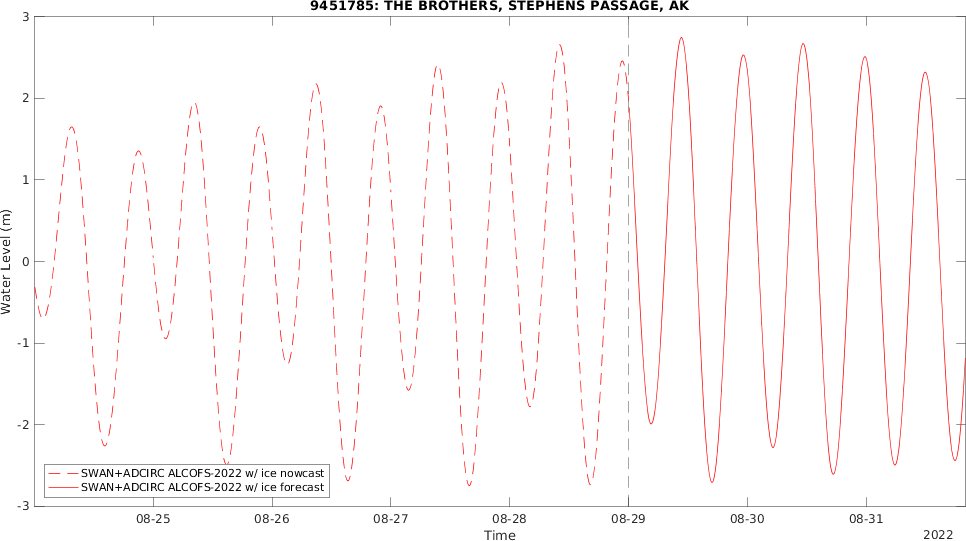 9451785: THE BROTHERS, STEPHENS PASSAGE, AK
3
2
1
0
-1
-2
-3
Water Level (m)
SWAN+ADCIRC ALCOFS-2022 w/ ice nowcast
SWAN+ADCIRC ALCOFS-2022 w/ ice forecast
08-25 08-26 08-27 08-28 08-29 08-30 08-31
Time
2022